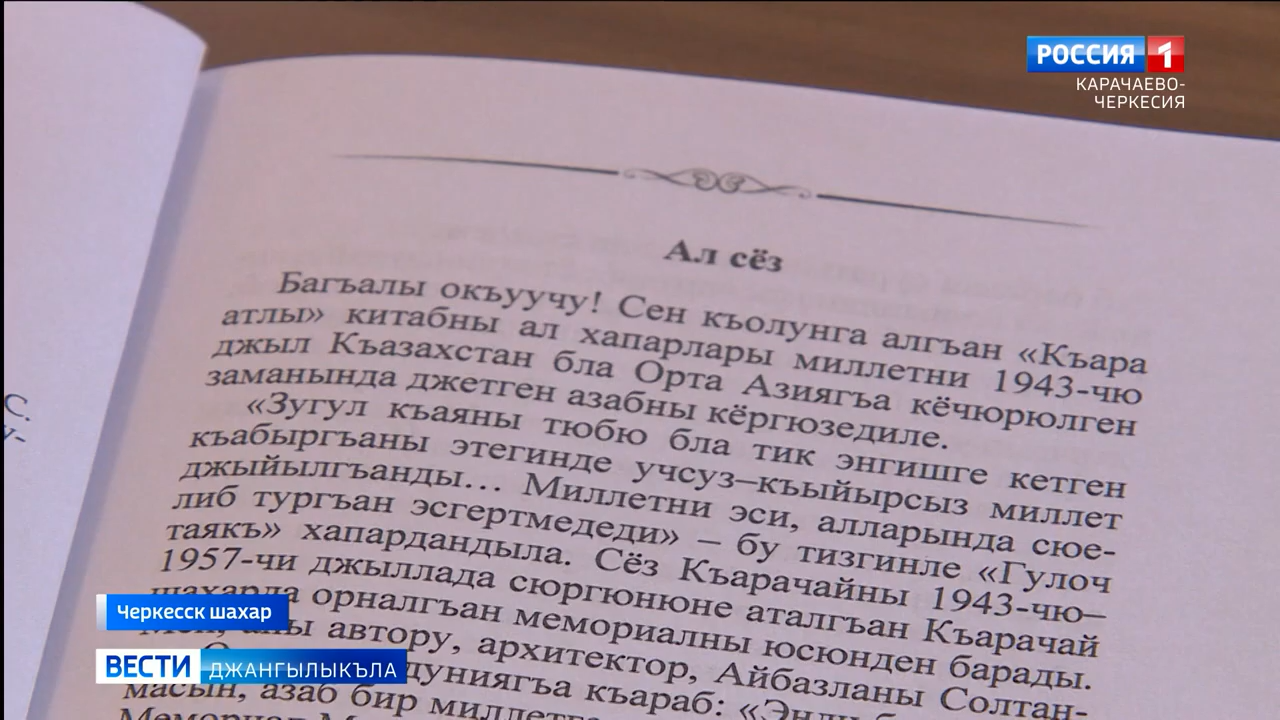 РОССИЯ 1
КАРАЧАЕВО-
ЧЕРКЕСИЯ
Ал сёз
Багъалы окъуучу! Сен къолунга алгъан «Къара
атлы» китабны ал хапарлары миллетни 1943-чю
джыл Къазахстан бла Орта Азиягъа кёчюрюлген
заманында джетген азабны кёргюзедиле.
«Зугул къаяны тюбю бла тик энгишге кетген
къабыргъаны этегинде учсуз–къыйырсыз миллет
джыйылгъанды... Миллетни эси, алларында сюе-
либ тургъан эсгертмедеди» – бу тизгинле «Гулоч
таякъ» хапардандыла. Сёз Къарачайны 1943-чю–
1957-чи джыллада сюргюнюне аталгъан Къарачай
шахарда орналгъан мемориалны юсюнден барады.
автору, архитектор, Айбазланы Солтан-
дуниягъа къараб:
масын, азаб бир
С.
Черкесск шахар
ВЕСТИ ДЖАНГЫЛЫКЪЛА